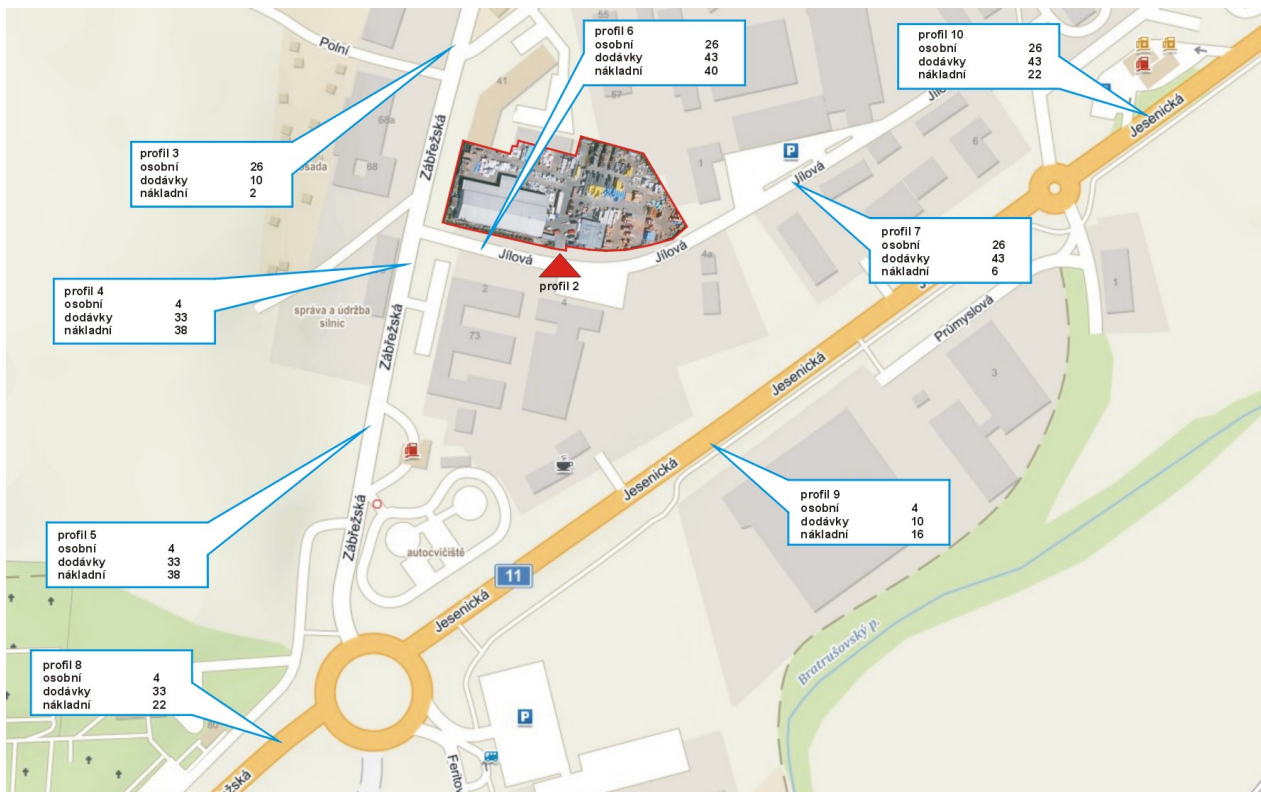 Polní
55
profil 6
osobní 26
dodávky 43
nákladní 40
profil 10
osobní 26
dodávky 43
nákladní 22
41
57
68a
68
Zábřežská
Jesenická
profil 3
osobní 26
dodávky 10
nákladní 2
1
6
Jílová
Jílová
Jílová
profil 2
4a
profil 7
osobní 26
dodávky 43
nákladní 6
profil 4
osobní 4
dodávky 33
nákladní 38
správa a údržba
silnic
2
4
73
Zábřežská
1
Průmyslová
3
Jesenická
Jesenická
profil 9
osobní 4
dodávky 10
nákladní 16
profil 5
osobní 4
dodávky 33
nákladní 38
Zábřežská
autocvičiště
11
Jesenická
Bratrušovský p.
profil 8
osobní 4
dodávky 33
nákladní 22
80